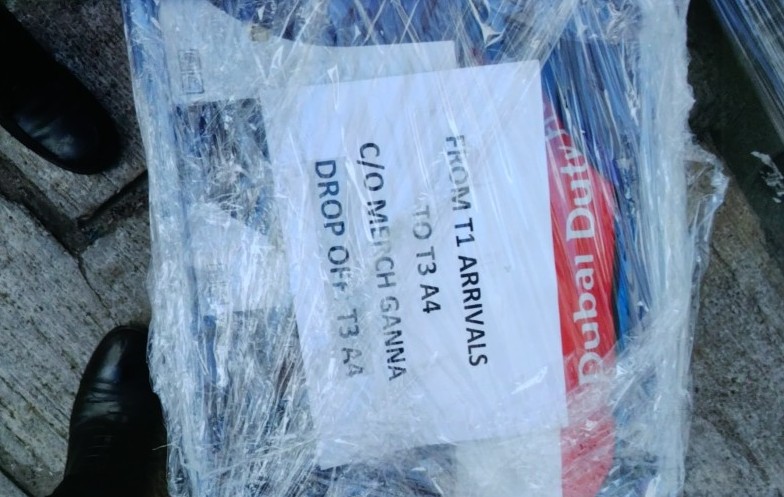 FROM T1 ARRIVALS
TO T3 A4
C/O MERCH GANNA
DROP OFF T3 A4
Dubai Duty